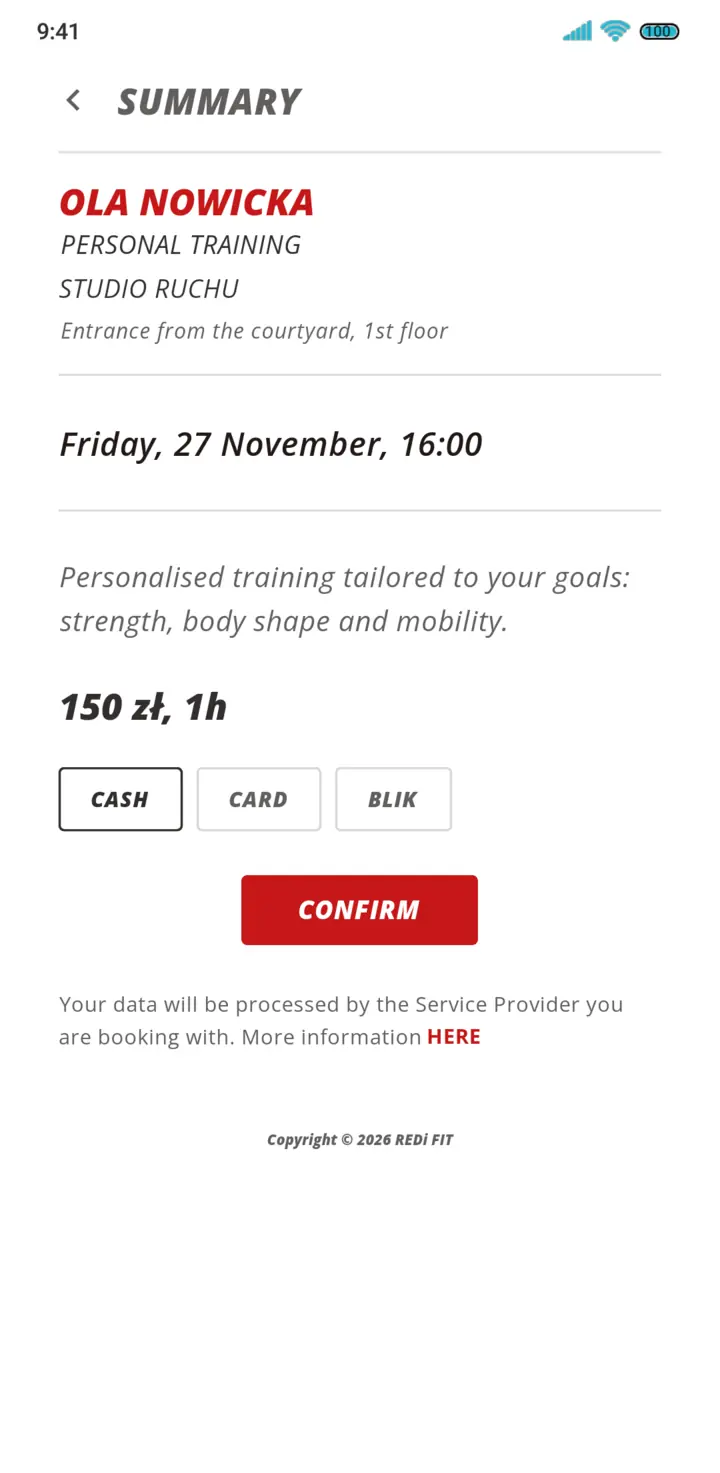 9:41
100
SUMMARY
OLA NOWICKA
PERSONAL TRAINING
STUDIO RUCHU
Entrance from the courtyard, 1st floor
Friday, 27 November, 16:00
Personalised training tailored to your goals:
strength, body shape and mobility.
150 zł, 1h
CASH
CARD
BLIK
CONFIRM
Your data will be processed by the Service Provider you
are booking with. More information HERE
Copyright © 2026 REDi FIT